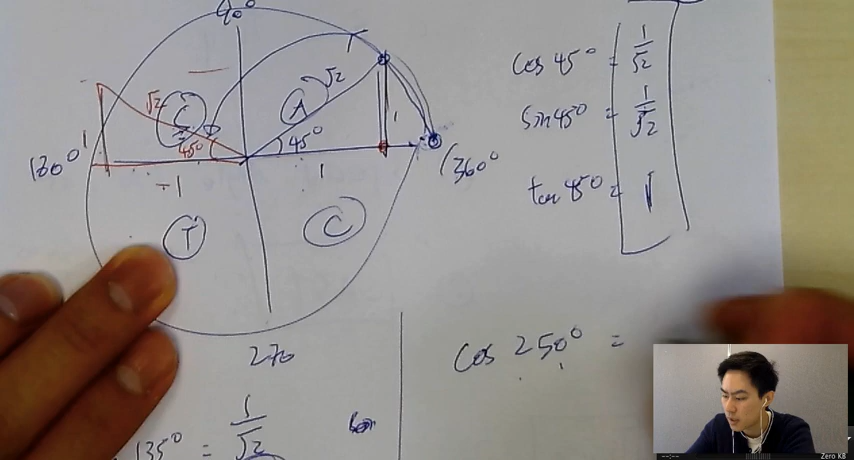 90°
√2
A
√2
1
1
45°
45°
180°
360°
-1
1
T
C
270
cos 45° = 1/√2
sin 45° = 1/√2
tan 45° = 1
cos 250° =
135° = 1/√2
Zero KB